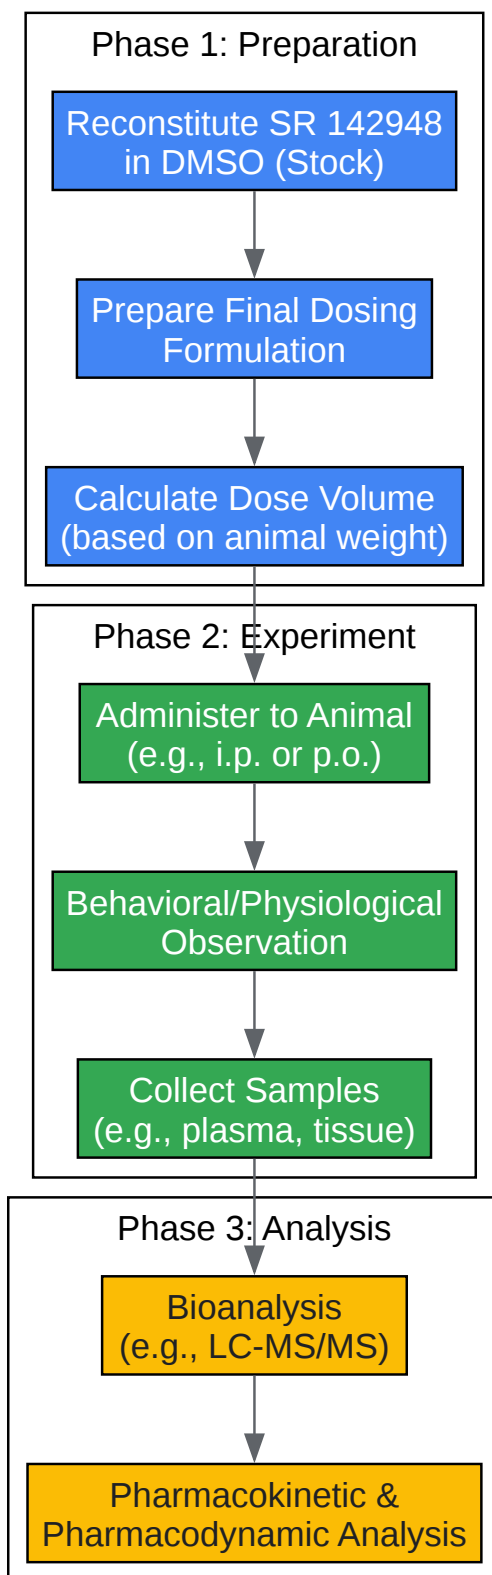 Phase 1: Preparation
Reconstitute SR 142948
in DMSO (Stock)
Prepare Final Dosing
Formulation
Calculate Dose Volume
(based on animal weight)
Phase 2: Experiment
Administer to Animal
(e.g., i.p. or p.o.)
Behavioral/Physiological
Observation
Collect Samples
(e.g., plasma, tissue)
Phase 3: Analysis
Bioanalysis
(e.g., LC-MS/MS)
Pharmacokinetic &
Pharmacodynamic Analysis